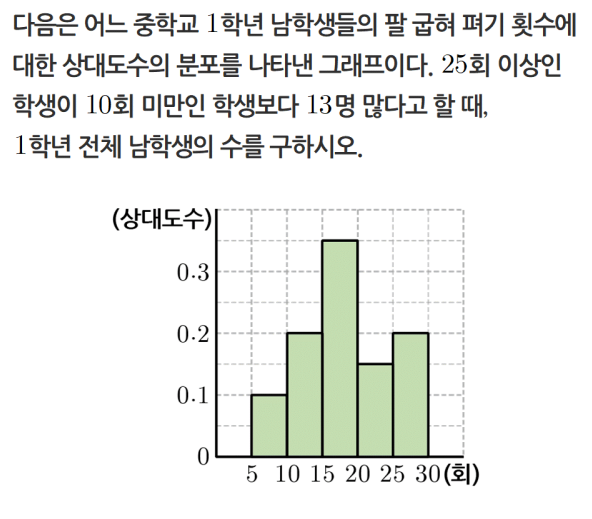 다음은 어느 중학교 1학년 남학생들의 팔 굽혀 펴기 횟수에
대한 상대도수의 분포를 나타낸 그래프이다. 25회 이상인
학생이 10회 미만인 학생보다 13명 많다고 할 때,
1학년 전체 남학생의 수를 구하시오.
(상대도수)
0.3
0.2
0.1
0
5 10 15 20 25 30(회)